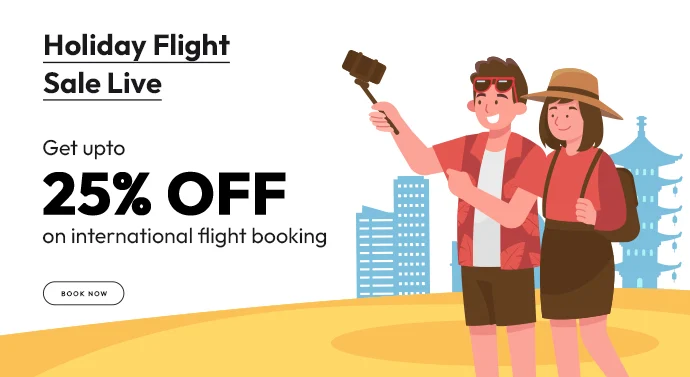 Holiday Flight
Sale Live
Get upto
25% OFF
on international flight booking
BOOK NOW